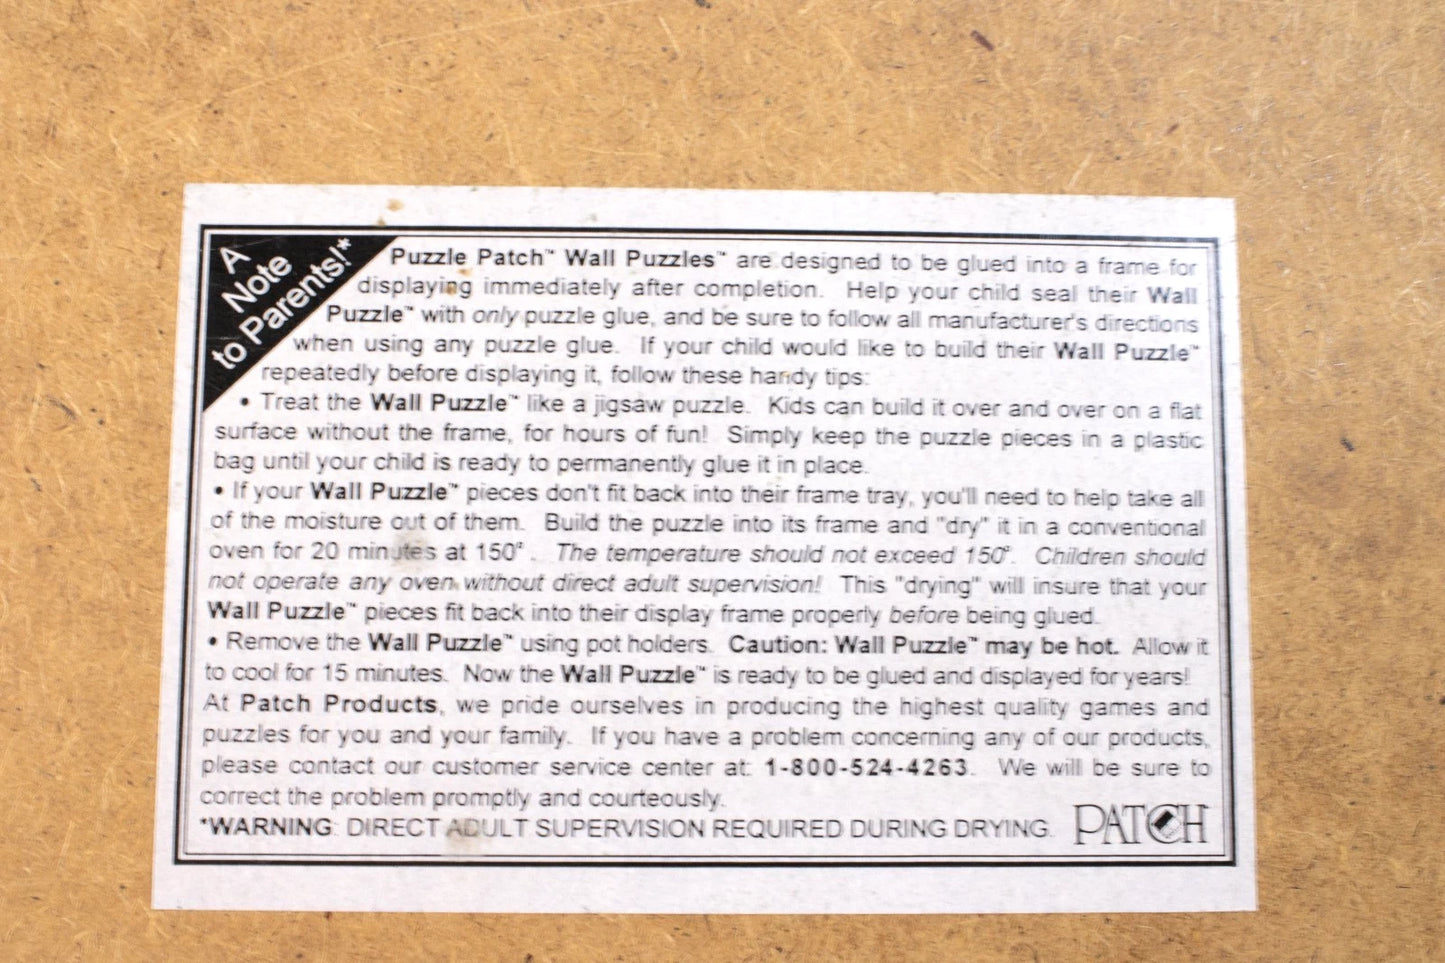 A
Note
to Parents!*
Puzzle Patch™ Wall Puzzles™ are designed to be glued into a frame for
displaying immediately after completion. Help your child seal their Wall
Puzzle™ with only puzzle glue, and be sure to follow all manufacturer's directions
when using any puzzle glue. If your child would like to build their Wall Puzzle™
repeatedly before displaying it, follow these handy tips:
• Treat the Wall Puzzle™ like a jigsaw puzzle. Kids can build it over and over on a flat
surface without the frame, for hours of fun! Simply keep the puzzle pieces in a plastic
bag until your child is ready to permanently glue it in place.
• If your Wall Puzzle™ pieces don't fit back into their frame tray, you'll need to help take all
of the moisture out of them. Build the puzzle into its frame and "dry" it in a conventional
oven for 20 minutes at 150°. The temperature should not exceed 150°. Children should
not operate any oven without direct adult supervision! This "drying" will insure that your
Wall Puzzle™ pieces fit back into their display frame properly before being glued.
• Remove the Wall Puzzle™ using pot holders. Caution: Wall Puzzle™ may be hot. Allow it
to cool for 15 minutes. Now the Wall Puzzle™ is ready to be glued and displayed for years!
At Patch Products, we pride ourselves in producing the highest quality games and
puzzles for you and your family. If you have a problem concerning any of our products,
please contact our customer service center at: 1-800-524-4263. We will be sure to
correct the problem promptly and courteously.
*WARNING: DIRECT ADULT SUPERVISION REQUIRED DURING DRYING.
PATCH